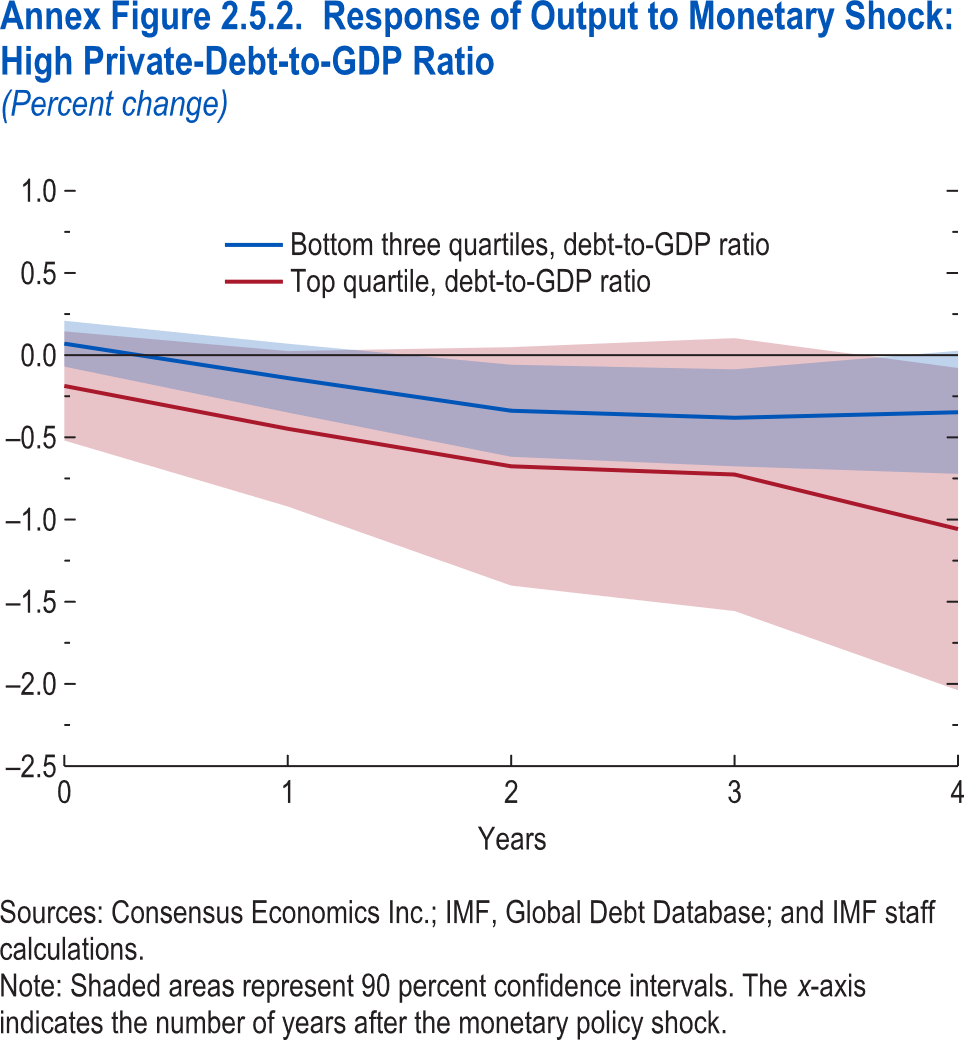 Annex Figure 2.5.2.  Response of Output to Monetary Shock:
High Private-Debt-to-GDP Ratio
(Percent change)
1.0
Bottom three quartiles, debt-to-GDP ratio
0.5
Top quartile, debt-to-GDP ratio
0.0
–0.5
–1.0
–1.5
–2.0
–2.5
0 1 2 3 4
Years
Sources: Consensus Economics Inc.; IMF, Global Debt Database; and IMF staff
calculations.
Note: Shaded areas represent 90 percent confidence intervals. The x-axis
indicates the number of years after the monetary policy shock.